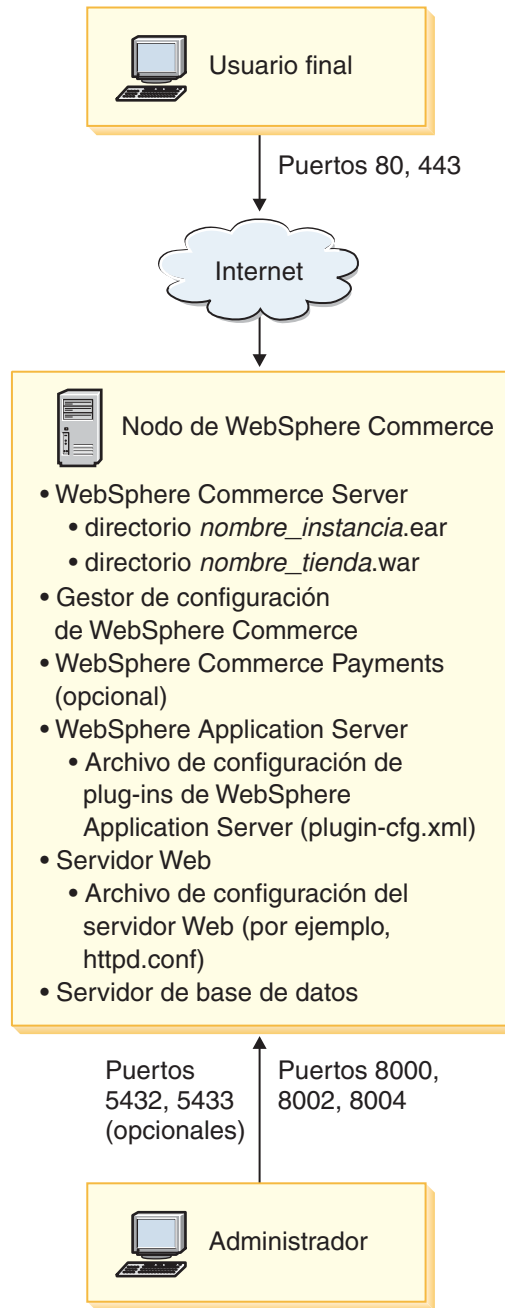 Usuario final
Puertos 80, 443
Internet
Nodo de WebSphere Commerce
• WebSphere Commerce Server
• directorio nombre_instancia.ear
• directorio nombre_tienda.war
• Gestor de configuración
de WebSphere Commerce
• WebSphere Commerce Payments
(opcional)
• WebSphere Application Server
• Archivo de configuración de
plug-ins de WebSphere
Application Server (plugin-cfg.xml)
• Servidor Web
• Archivo de configuración del
servidor Web (por ejemplo,
httpd.conf)
• Servidor de base de datos
Puertos
5432, 5433
(opcionales)
Puertos 8000,
8002, 8004
Administrador